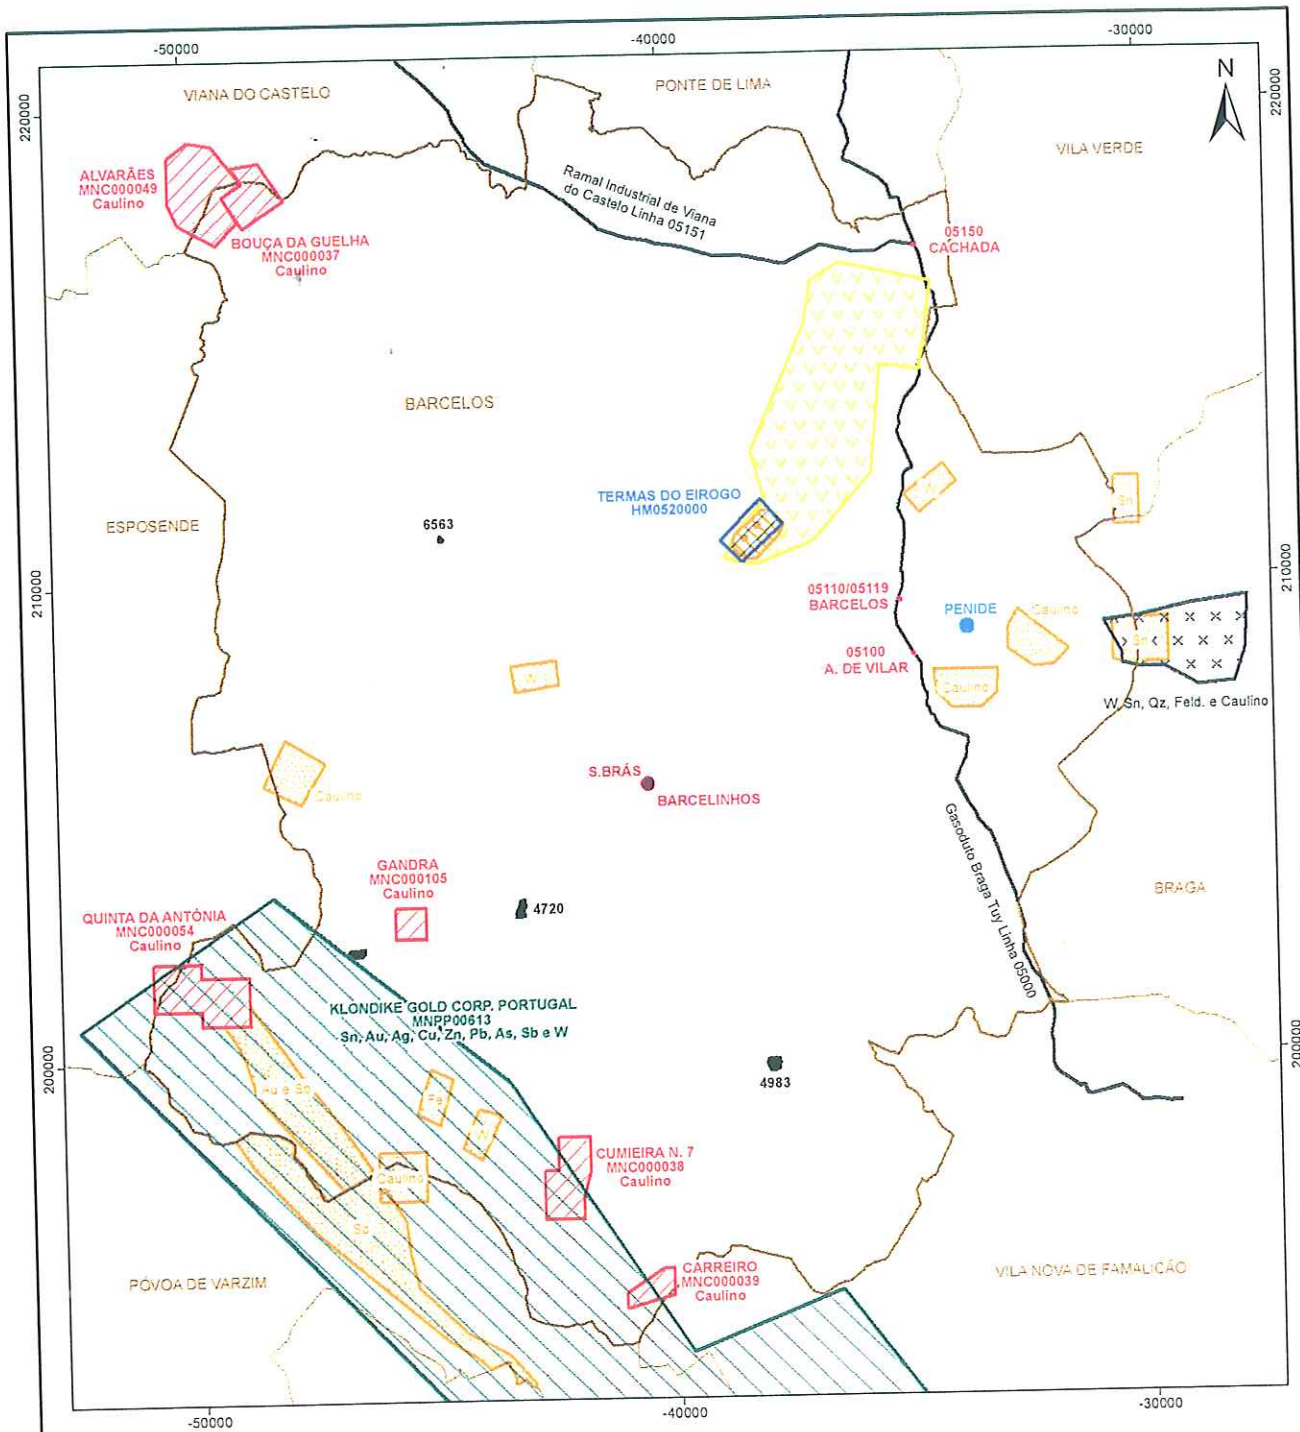 -50000
-40000
-30000
N
220000
220000
VIANA DO CASTELO
PONTE DE LIMA
VILA VERDE
ALVARÃES
MNC000049
Caulino
Ramal Industrial de Viana
do Castelo Linha 05151
BOUÇA DA GUELHA
MNC000037
Caulino
05150
CACHADA
BARCELOS
ESPOSENDE
6563
TERMAS DO EIROGO
HM0520000
W
Sn
210000
210000
05110/05119
BARCELOS
PENIDE
Caulino
Sn
05100
A. DE VILAR
Caulino
W, Sn, Qz, Feld. e Caulino
W
Caulino
S.BRÁS
BARCELINHOS
Gasoduto Braga Tuy Linha 05000
BRAGA
GANDRA
MNC000105
Caulino
4720
QUINTA DA ANTÓNIA
MNC000054
Caulino
KLONDIKE GOLD CORP. PORTUGAL
MNPP00613
Sn, Au, Ag, Cu, Zn, Pb, As, Sb e W
200000
200000
4983
Au e Sb
Fe
W
Caulino
CUMIEIRA N. 7
MNC000038
Caulino
CARREIRO
MNC000039
Caulino
PÓVOA DE VARZIM
VILA NOVA DE FAMALICÃO
-50000
-40000
-30000